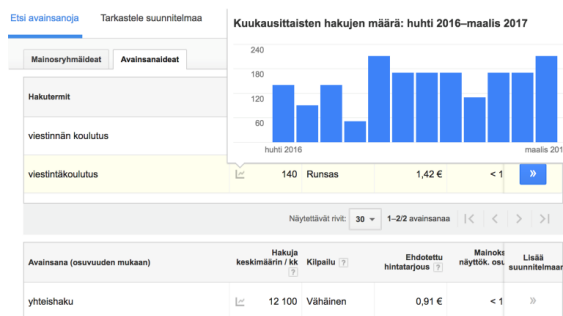 Etsi avainsanoja Tarkastele suunnitelmaa
Kuukausittaisten hakujen määrä: huhti 2016–maalis 2017
240
180
120
60
huhti 2016 maalis 201
Mainosryhmäideat Avainsanaideat
Hakutermit
viestinnän koulutus
viestintäkoulutus 140 Runsas 1,42 € < 1 »
Näytettävät rivit: 30 1–2/2 avainsanaa |< < > >|
Avainsana (osuvuuden mukaan) Hakuja keskimäärin / kk ? Kilpailu ? Ehdotettu hintatarjous ? Mainoks näyttök. osu Lisää suunnitelmaan
yhteishaku 12 100 Vähäinen 0,91 € < 1 »